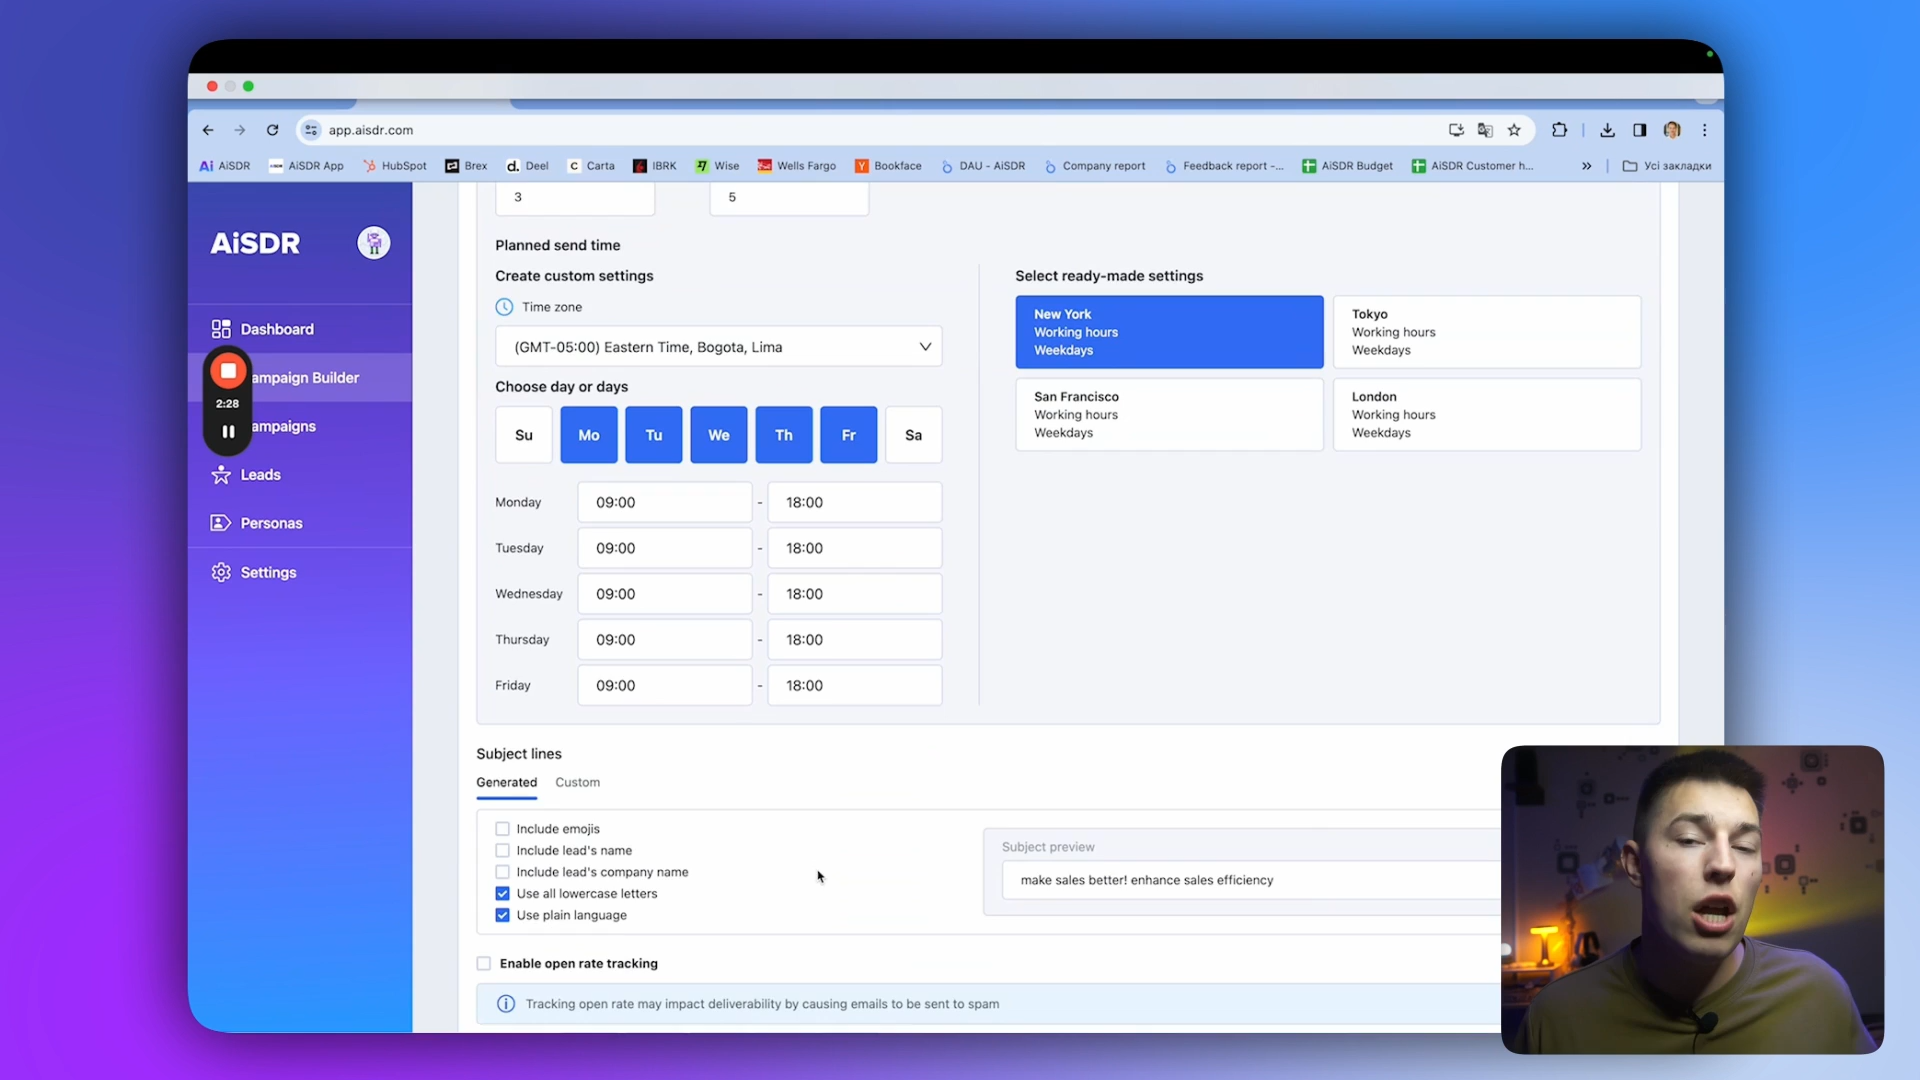 app.aisdr.com
Ai AiSDR
AiSDR App
HubSpot
Brex
d. Deel
C Carta
IBRK
Wise
Wells Fargo
Y Bookface
DAU - AiSDR
Company report
Feedback report -...
AiSDR Budget
AiSDR Customer h...
»
Усі закладки
AiSDR
Dashboard
ampaign Builder
2:28
ampaigns
Leads
Personas
Settings
3
5
Planned send time
Create custom settings
Time zone
(GMT-05:00) Eastern Time, Bogota, Lima
Choose day or days
Su Mo Tu We Th Fr Sa
Monday 09:00 - 18:00
Tuesday 09:00 - 18:00
Wednesday 09:00 - 18:00
Thursday 09:00 - 18:00
Friday 09:00 - 18:00
Select ready-made settings
New York
Working hours
Weekdays
Tokyo
Working hours
Weekdays
San Francisco
Working hours
Weekdays
London
Working hours
Weekdays
Subject lines
Generated Custom
Include emojis
Include lead's name
Include lead's company name
Use all lowercase letters
Use plain language
Subject preview
make sales better! enhance sales efficiency
Enable open rate tracking
Tracking open rate may impact deliverability by causing emails to be sent to spam